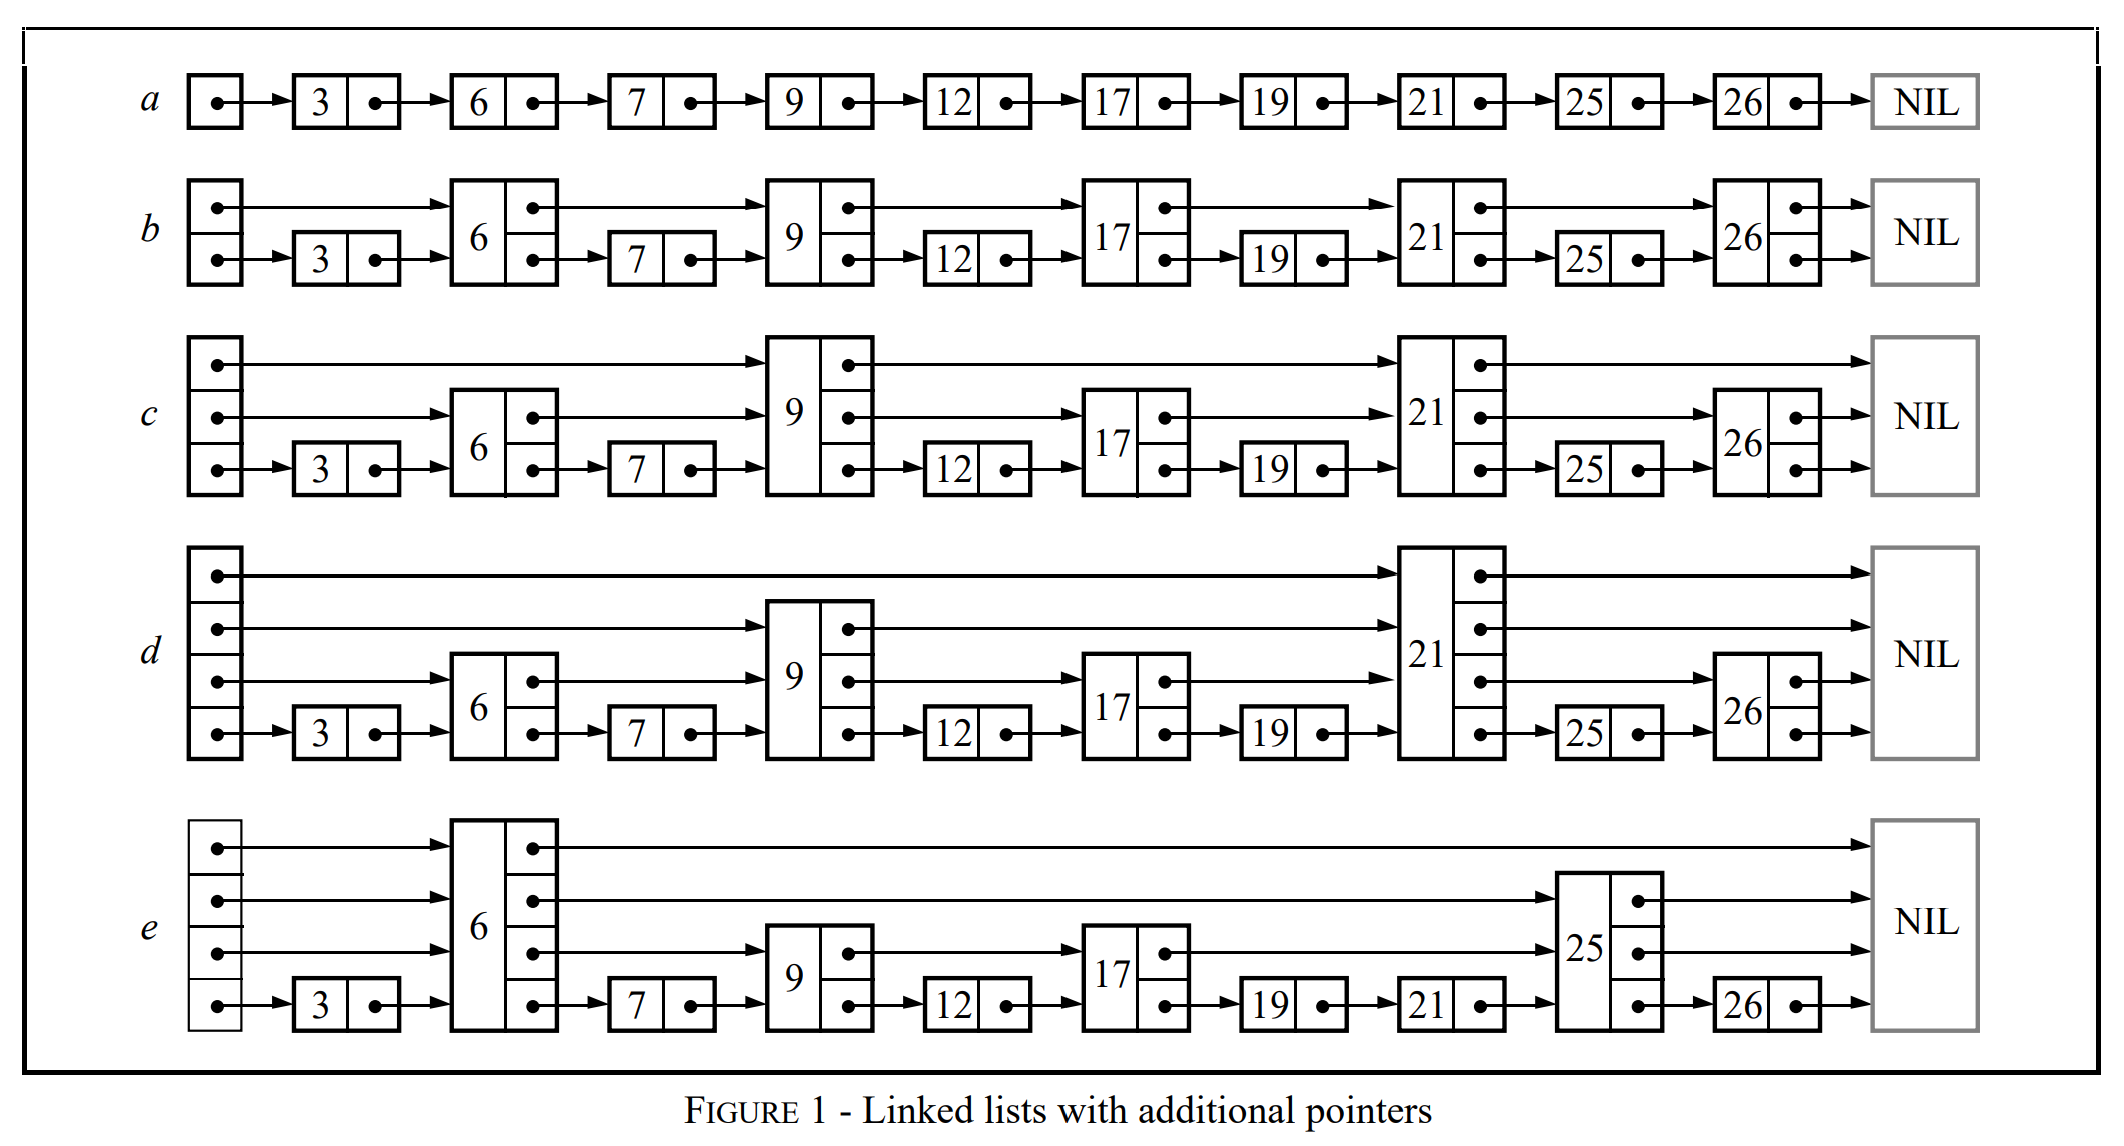 a 3 6 7 9 12 17 19 21 25 26 NIL
b 3 6 7 9 12 17 19 21 25 26 NIL
c 3 6 7 9 12 17 19 21 25 26 NIL
d 3 6 7 9 12 17 19 21 25 26 NIL
e 3 6 7 9 12 17 19 21 25 26 NIL
FIGURE 1 - Linked lists with additional pointers